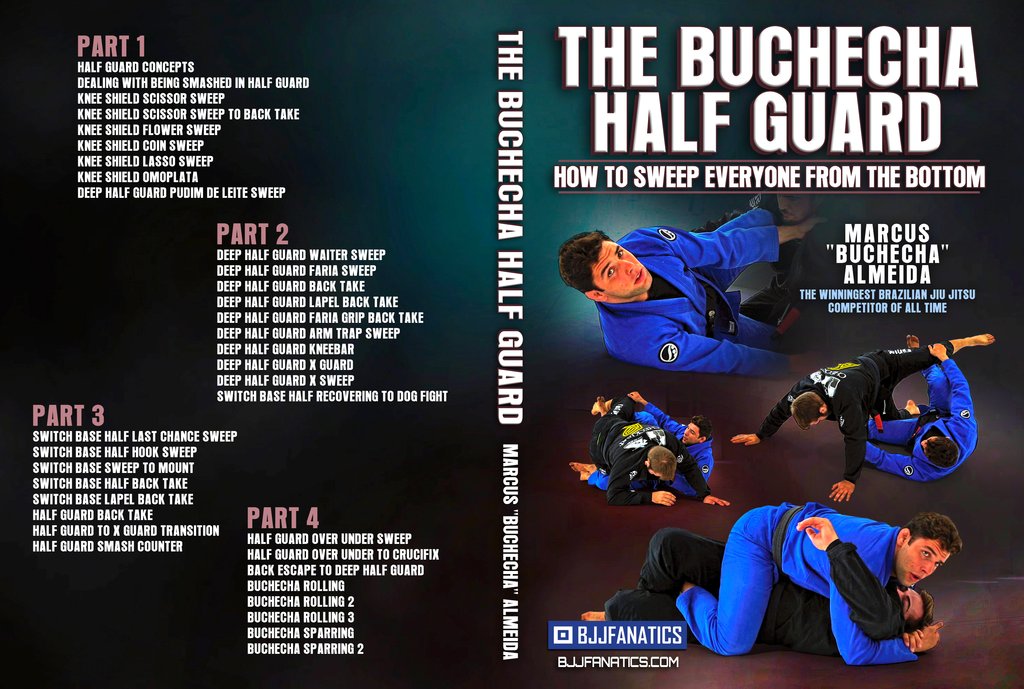 PART 1
HALF GUARD CONCEPTS
DEALING WITH BEING SMASHED IN HALF GUARD
KNEE SHIELD SCISSOR SWEEP
KNEE SHIELD SCISSOR SWEEP TO BACK TAKE
KNEE SHIELD FLOWER SWEEP
KNEE SHIELD COIN SWEEP
KNEE SHIELD LASSO SWEEP
KNEE SHIELD OMOPLATA
DEEP HALF GUARD PUDIM DE LEITE SWEEP
PART 2
DEEP HALF GUARD WAITER SWEEP
DEEP HALF GUARD FARIA SWEEP
DEEP HALF GUARD BACK TAKE
DEEP HALF GUARD LAPEL BACK TAKE
DEEP HALF GUARD FARIA GRIP BACK TAKE
DEEP HALF GUARD ARM TRAP SWEEP
DEEP HALF GUARD KNEEBAR
DEEP HALF GUARD X GUARD
DEEP HALF GUARD X SWEEP
SWITCH BASE HALF RECOVERING TO DOG FIGHT
PART 3
SWITCH BASE HALF LAST CHANCE SWEEP
SWITCH BASE HALF HOOK SWEEP
SWITCH BASE SWEEP TO MOUNT
SWITCH BASE HALF BACK TAKE
SWITCH BASE LAPEL BACK TAKE
HALF GUARD BACK TAKE
HALF GUARD TO X GUARD TRANSITION
HALF GUARD SMASH COUNTER
PART 4
HALF GUARD OVER UNDER SWEEP
HALF GUARD OVER UNDER TO CRUCIFIX
BACK ESCAPE TO DEEP HALF GUARD
BUCHECHA ROLLING
BUCHECHA ROLLING 2
BUCHECHA ROLLING 3
BUCHECHA SPARRING
BUCHECHA SPARRING 2
THE BUCHECHA HALF GUARD MARCUS "BUCHECHA" ALMEIDA
THE BUCHECHA
HALF GUARD
HOW TO SWEEP EVERYONE FROM THE BOTTOM
MARCUS
"BUCHECHA"
ALMEIDA
THE WINNINGEST BRAZILIAN JIU JITSU
COMPETITOR OF ALL TIME
BJJFANATICS
BJJFANATICS.COM